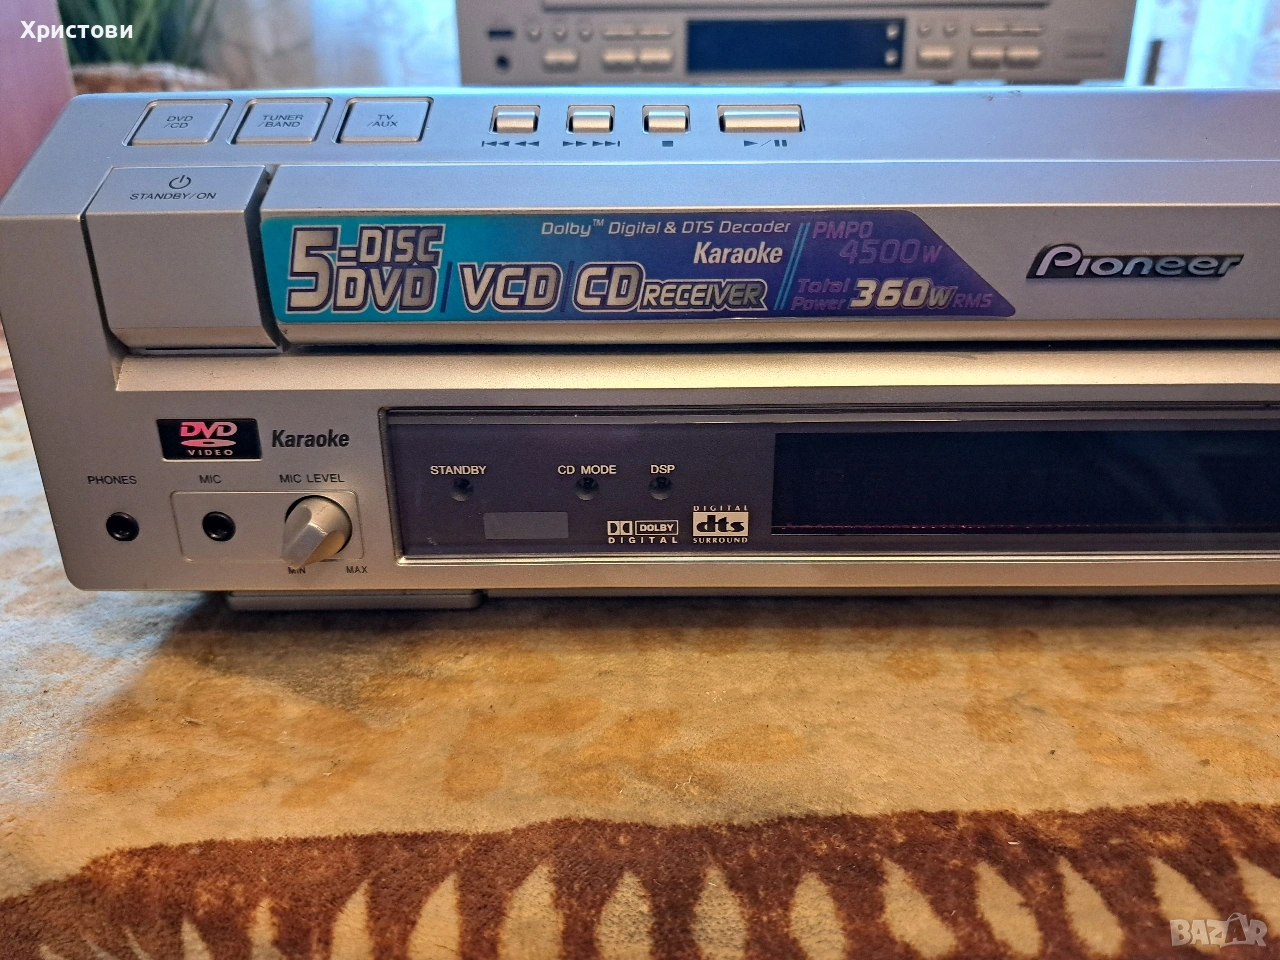 Христови
DVD /CD
TUNER /BAND
TV /AUX
STANDBY/ON
5-DISC DVD / VCD / CD RECEIVER
Dolby™ Digital & DTS Decoder
Karaoke
PMPO 4500W
Total Power 360W RMS
Pioneer
DVD VIDEO
Karaoke
PHONES
MIC
MIC LEVEL
MIN
MAX
STANDBY
CD MODE
DSP
DOLBY DIGITAL
DIGITAL dts SURROUND
BAZAR